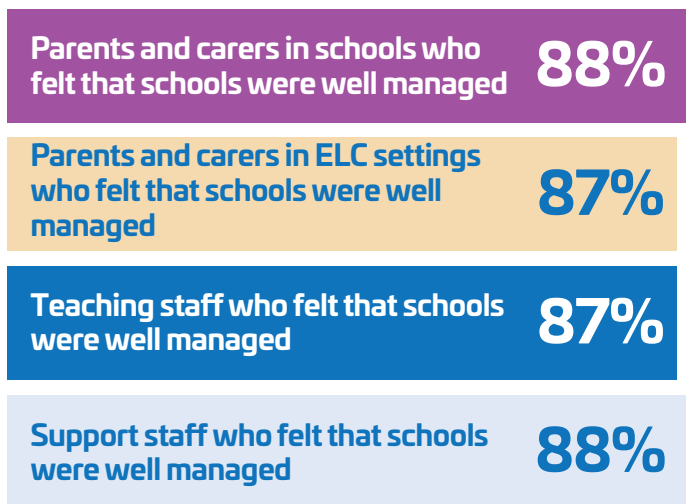 Parents and carers in schools who
felt that schools were well managed
88%
Parents and carers in ELC settings
who felt that schools were well
managed
87%
Teaching staff who felt that schools
were well managed
87%
Support staff who felt that schools
were well managed
88%